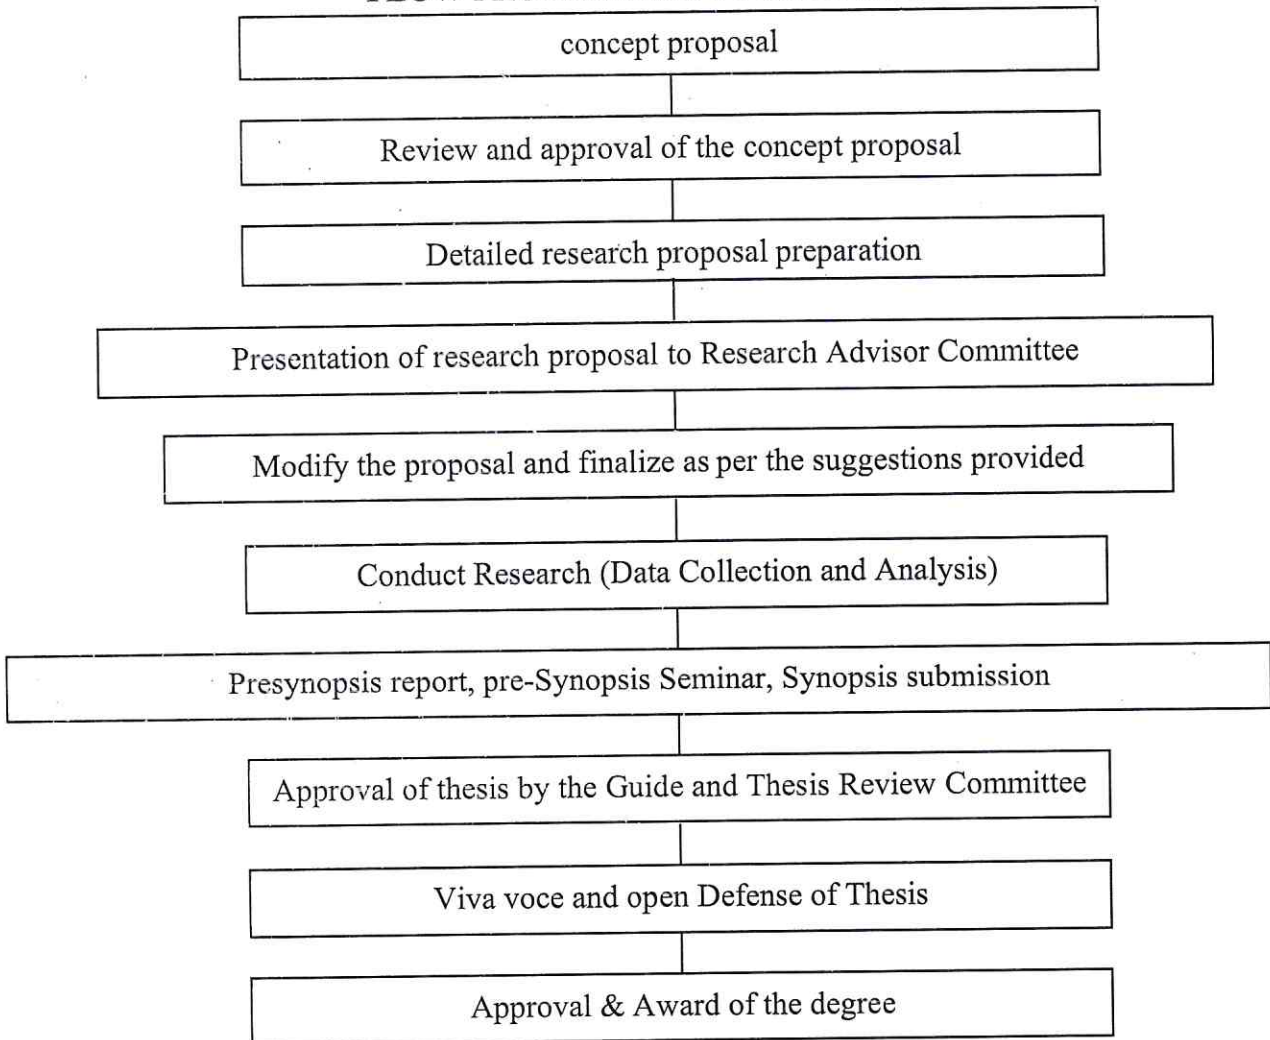 concept proposal
Review and approval of the concept proposal
Detailed research proposal preparation
Presentation of research proposal to Research Advisor Committee
Modify the proposal and finalize as per the suggestions provided
Conduct Research (Data Collection and Analysis)
Presynopsis report, pre-Synopsis Seminar, Synopsis submission
Approval of thesis by the Guide and Thesis Review Committee
Viva voce and open Defense of Thesis
Approval & Award of the degree